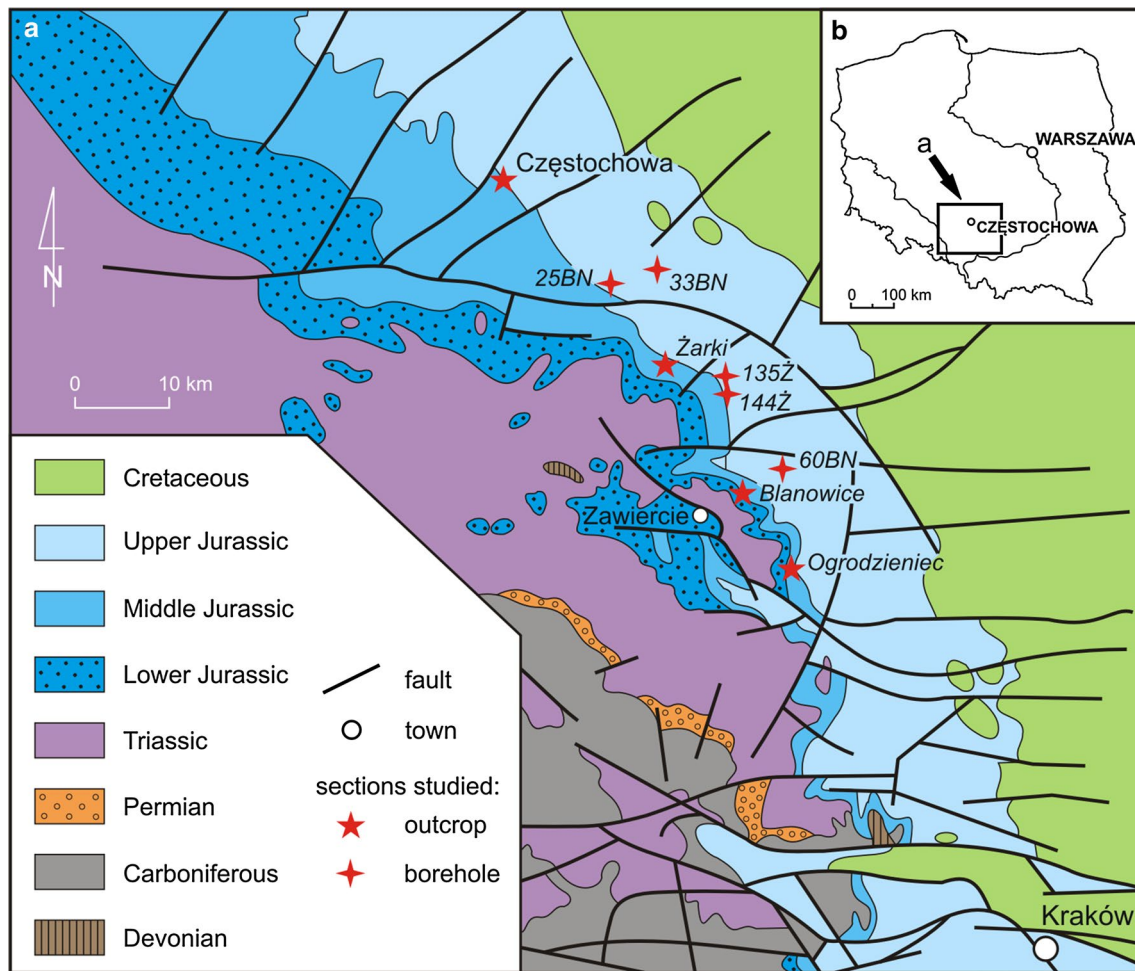 a
Częstochowa
25BN
33BN
Żarki
135Ż
144Ż
60BN
Blanowice
Zawiercie
Ogrodzieniec
Kraków
N
0 10 km
Cretaceous
Upper Jurassic
Middle Jurassic
Lower Jurassic
Triassic
Permian
Carboniferous
Devonian
fault
town
sections studied:
outcrop
borehole
b
WARSZAWA
a
CZĘSTOCHOWA
0 100 km